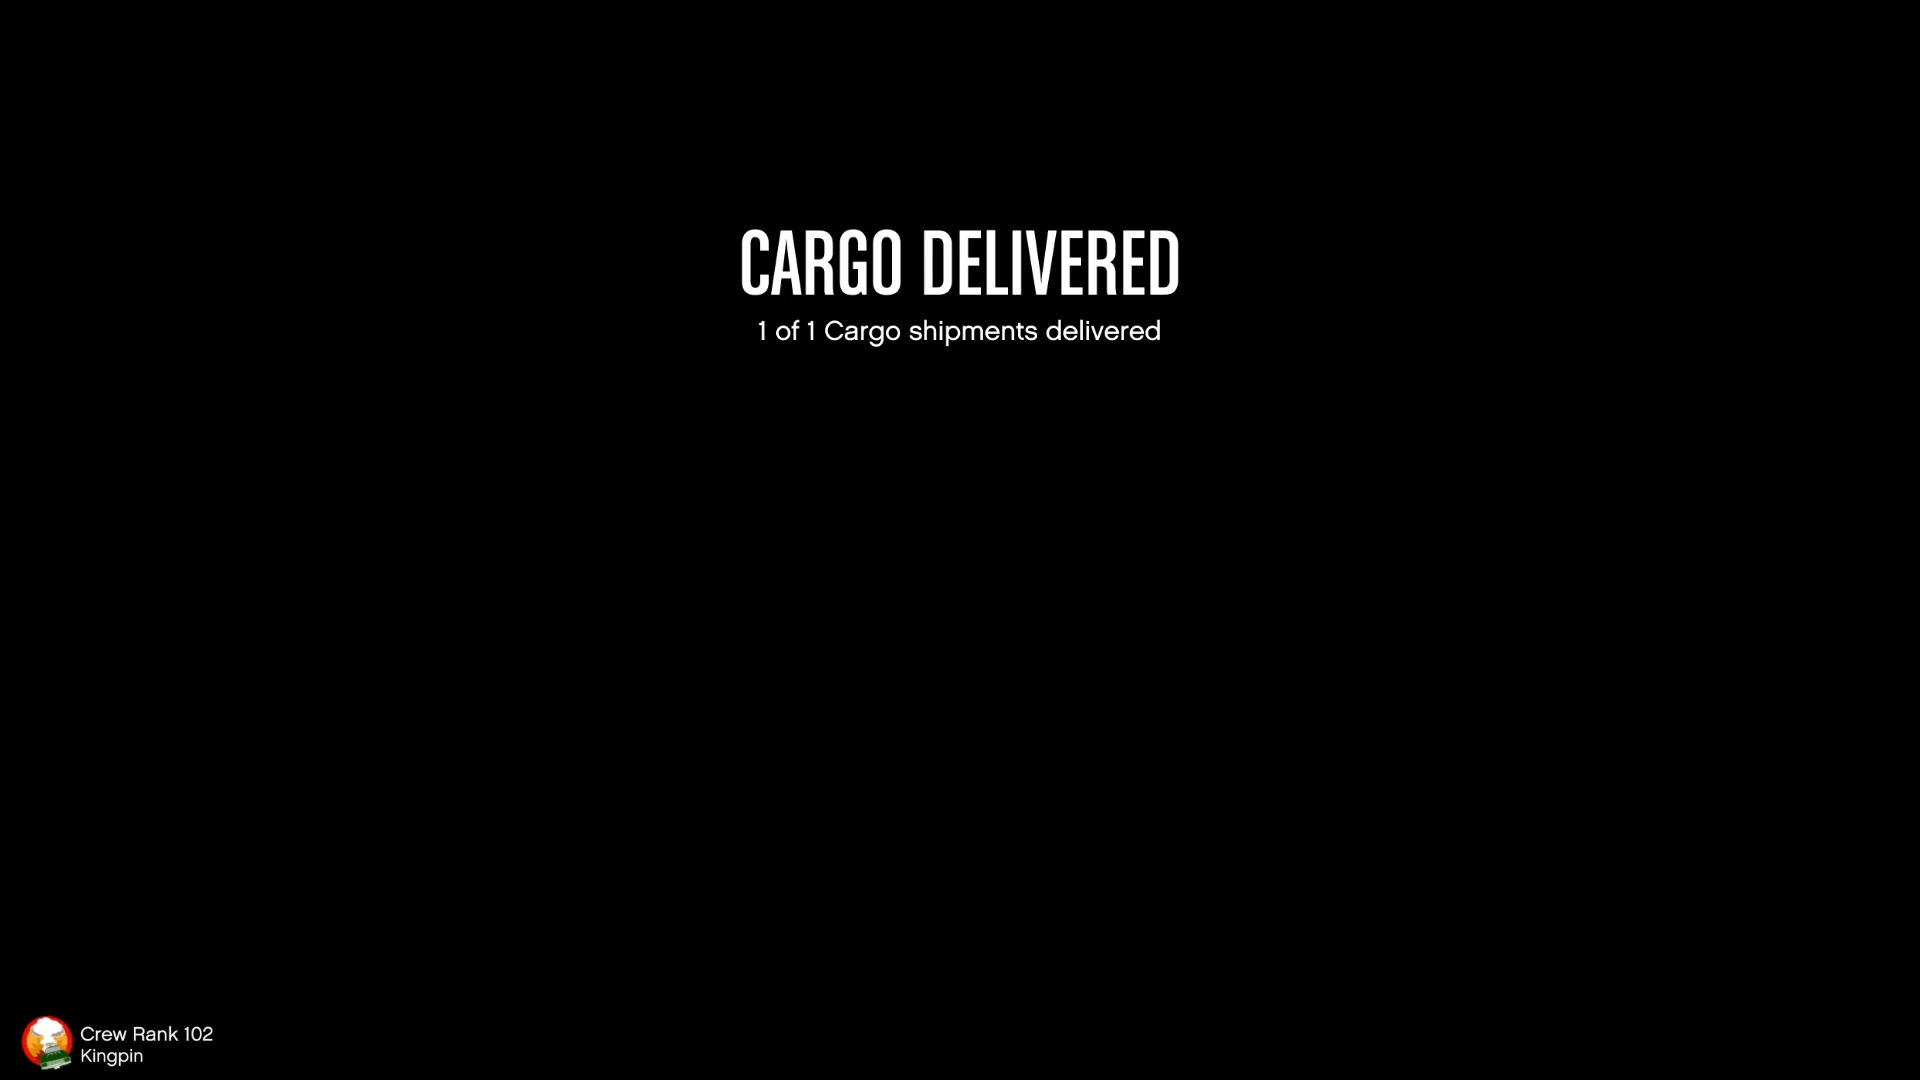 CARGO DELIVERED
1 of 1 Cargo shipments delivered
Crew Rank 102
Kingpin